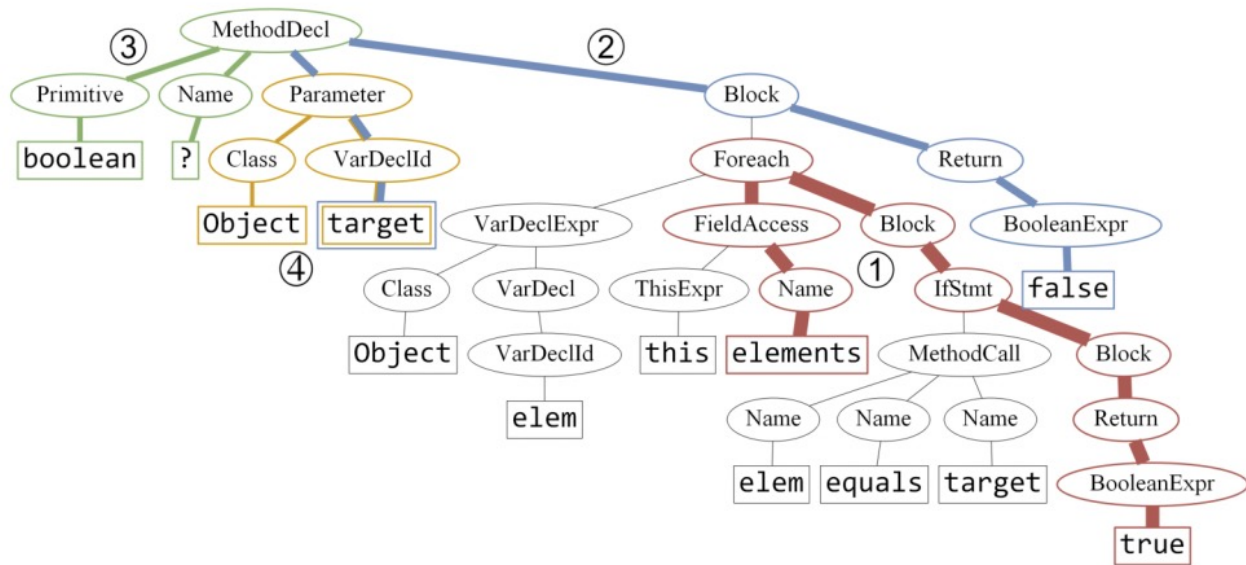 MethodDecl
③ ②
Primitive Name Parameter Block
boolean ? Class VarDeclId Foreach Return
Object target VarDeclExpr FieldAccess Block BooleanExpr
④ ①
Class VarDecl ThisExpr Name IfStmt false
Object VarDeclId this elements MethodCall Block
elem Name Name Name Return
elem equals target BooleanExpr
true